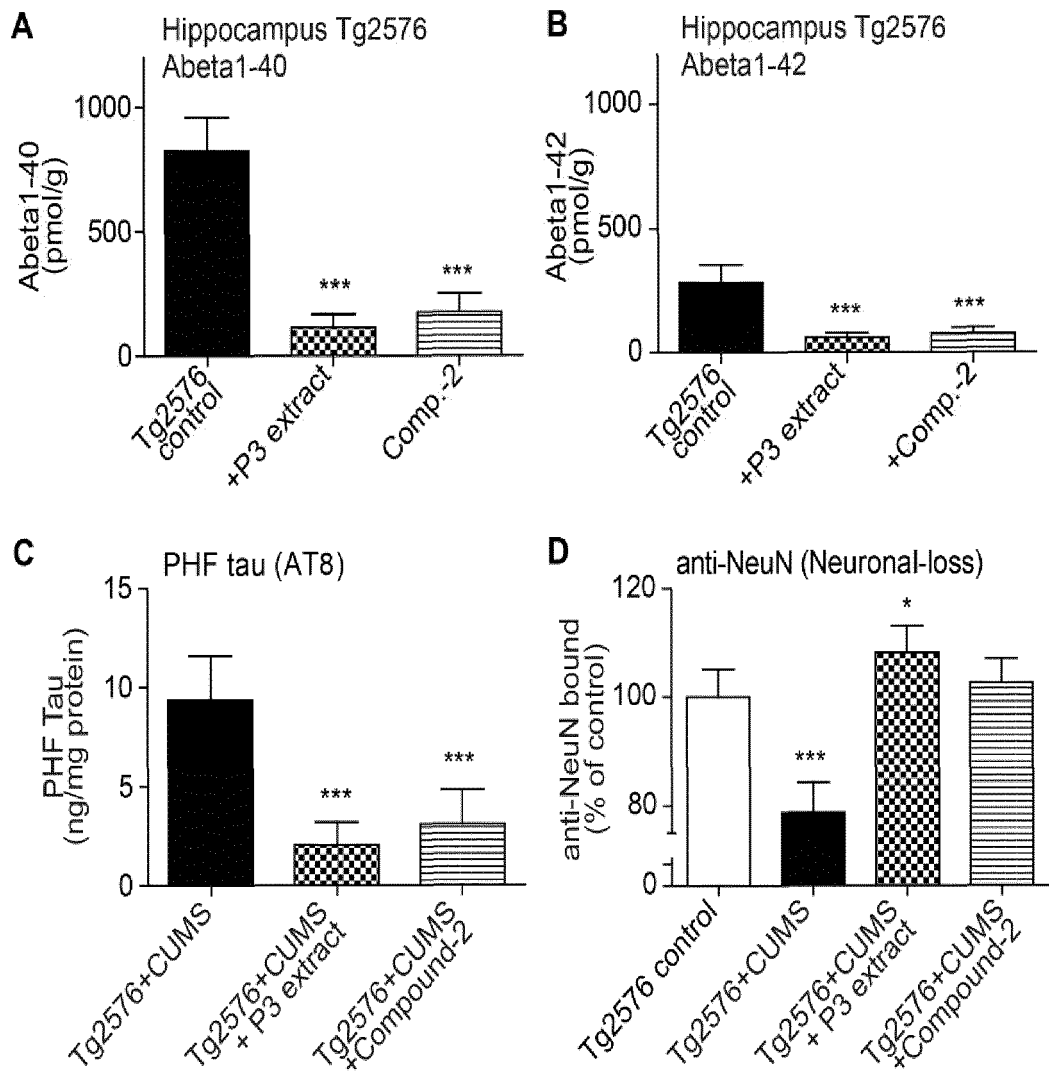 A
Hippocampus Tg2576
Abeta1-40
Abeta1-40
(pmol/g)
1000
500
0
***
***
Tg2576
control
+P3 extract
Comp.-2
B
Hippocampus Tg2576
Abeta1-42
Abeta1-42
(pmol/g)
1000
500
0
***
***
Tg2576
control
+P3 extract
+Comp.-2
C
PHF tau (AT8)
PHF Tau
(ng/mg protein)
15
10
5
0
***
***
Tg2576+CUMS
Tg2576+CUMS
+ P3 extract
Tg2576+CUMS
+Compound-2
D
anti-NeuN (Neuronal-loss)
anti-NeuN bound
(% of control)
120
100
80
0
***
*
Tg2576 control
Tg2576+CUMS
Tg2576+CUMS
+ P3 extract
Tg2576+CUMS
+Compound-2